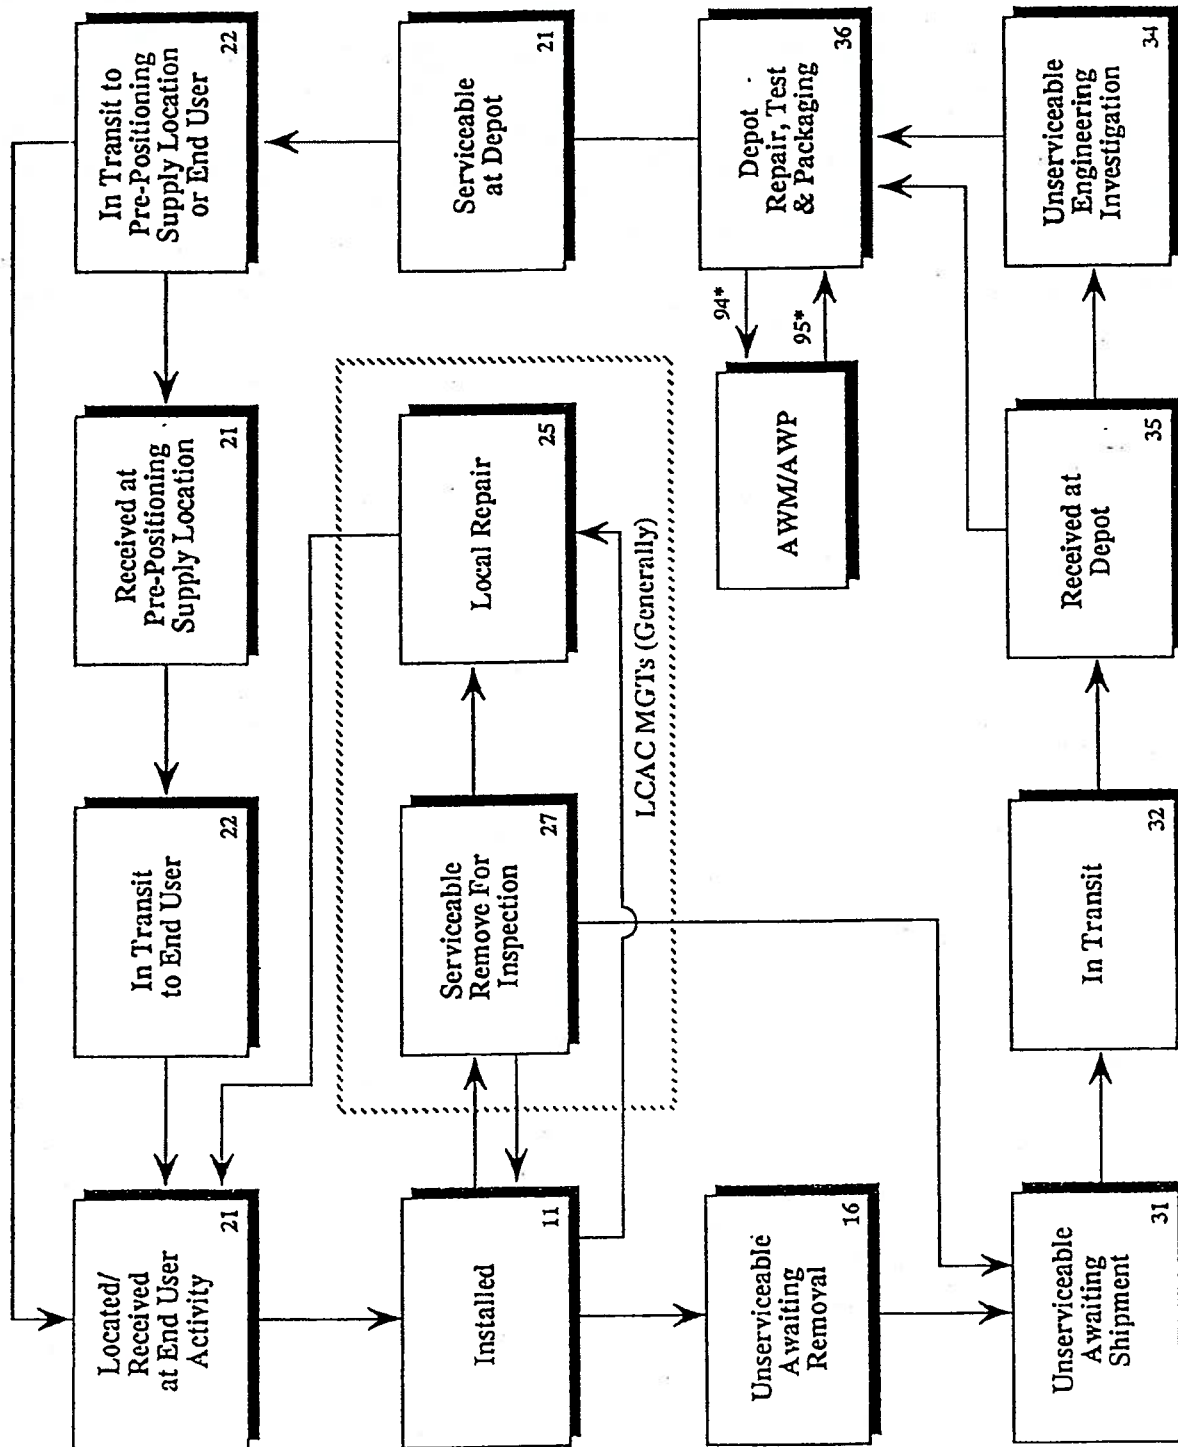 Located/
Received
at End User
Activity
21
In Transit
to End User
22
Received at
Pre-Positioning
Supply Location
21
In Transit to
Pre-Positioning
Supply Location
or End User
22
Installed
11
Serviceable
Remove For
Inspection
27
Local Repair
25
Serviceable
at Depot
21
LCAC MGTs (Generally)
Unserviceable
Awaiting
Removal
16
AWM/AWP
94*
95*
Depot
Repair, Test
& Packaging
36
Unserviceable
Awaiting
Shipment
31
In Transit
32
Received at
Depot
35
Unserviceable
Engineering
Investigation
34